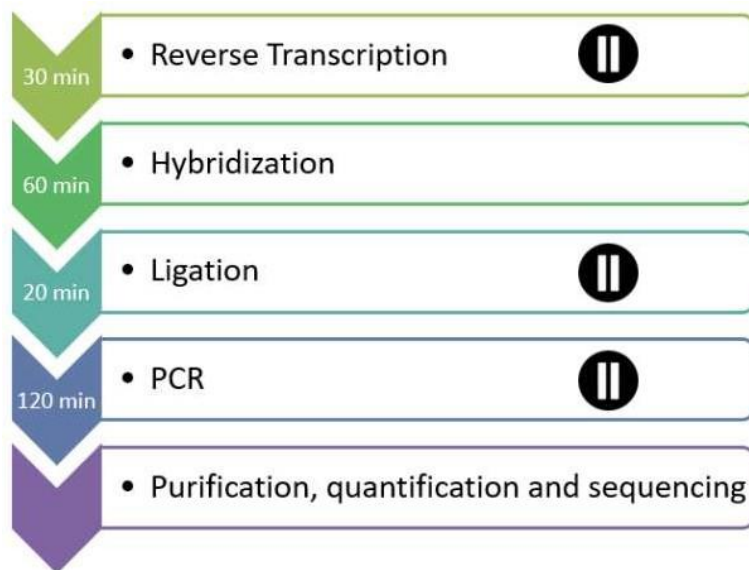 30 min
• Reverse Transcription
60 min
• Hybridization
20 min
• Ligation
120 min
• PCR
• Purification, quantification and sequencing